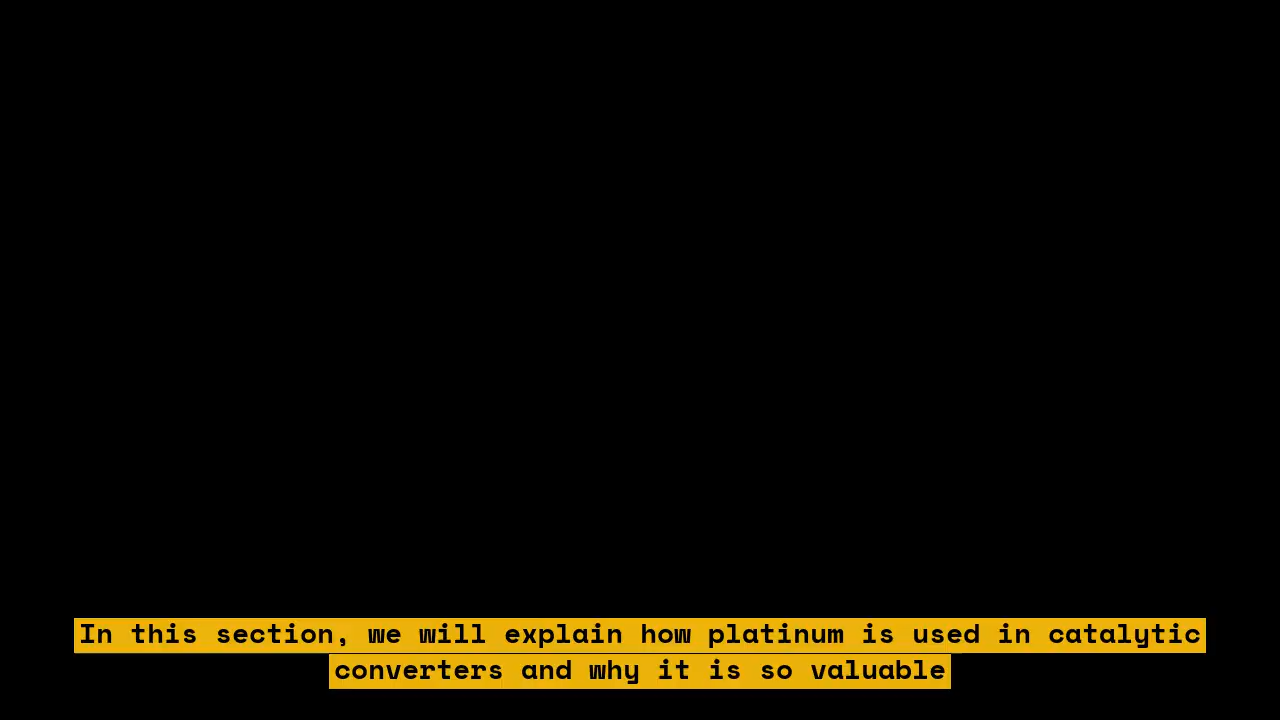 In this section, we will explain how platinum is used in catalytic
converters and why it is so valuable